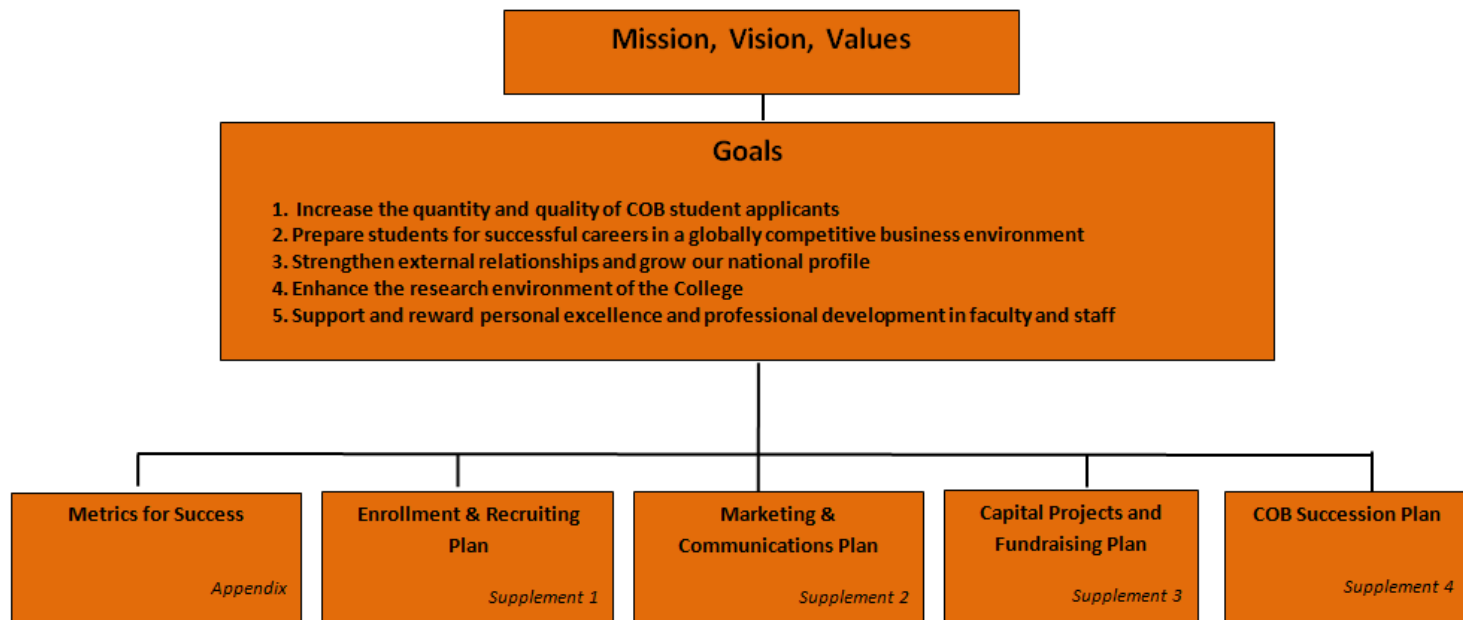 Mission, Vision, Values
Goals
1. Increase the quantity and quality of COB student applicants
2. Prepare students for successful careers in a globally competitive business environment
3. Strengthen external relationships and grow our national profile
4. Enhance the research environment of the College
5. Support and reward personal excellence and professional development in faculty and staff
Metrics for Success
Appendix
Enrollment & Recruiting
Plan
Supplement 1
Marketing &
Communications Plan
Supplement 2
Capital Projects and
Fundraising Plan
Supplement 3
COB Succession Plan
Supplement 4